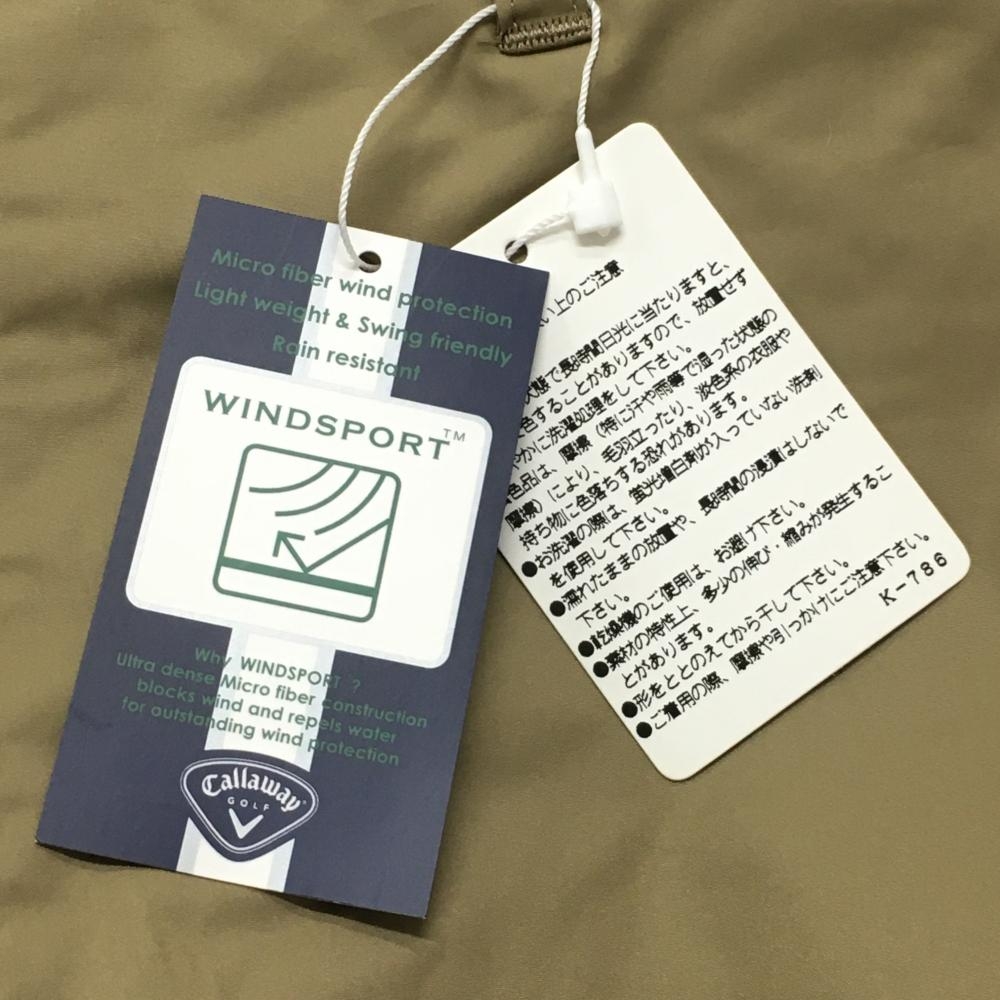 Micro fiber wind protection
Light weight & Swing friendly
Rain resistant
WINDSPORT™
Why WINDSPORT ?
Ultra dense Micro fiber construction
blocks wind and repels water
for outstanding wind protection
Callaway
GOLF
い上のご注意
状態で長時間日光に当たりますと、
色することがありますので、放置せず
やかに洗濯処理をして下さい。
色品は、摩擦（特に汗や雨等で湿った状態の
摩擦）により、毛羽立ったり、淡色系の衣服や
持ち物に色落ちする恐れがあります。
●お洗濯の際は、蛍光増白剤が入っていない洗剤
を使用して下さい。
●濡れたままの放置や、長時間の浸漬はしないで
下さい。
●乾燥機のご使用は、お避け下さい。
●素材の特性上、多少の伸び・縮みが発生するこ
とがあります。
●形をととのえてから干して下さい。
●ご着用の際、摩擦や引っかけにご注意下さい。
K-786